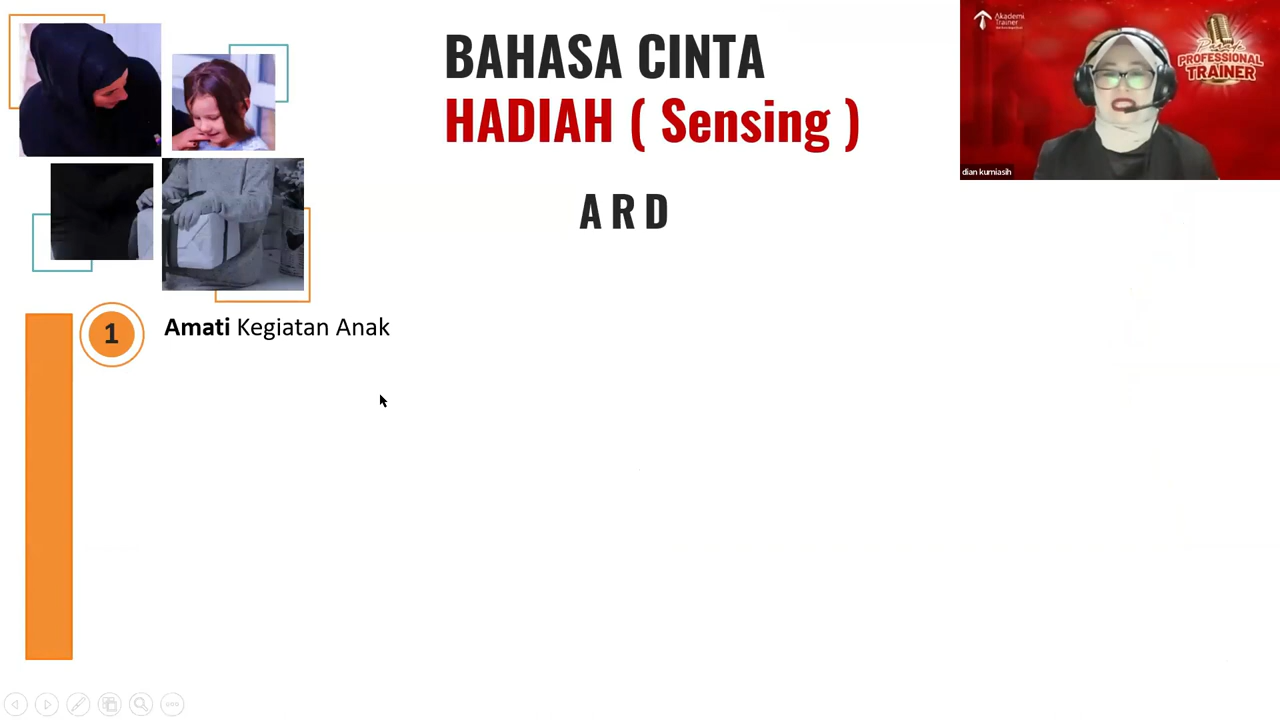 BAHASA CINTA
HADIAH ( Sensing )
A R D
1
Amati Kegiatan Anak
Akademi
Trainer
PROFESSIONAL
TRAINER
dian kurniasih